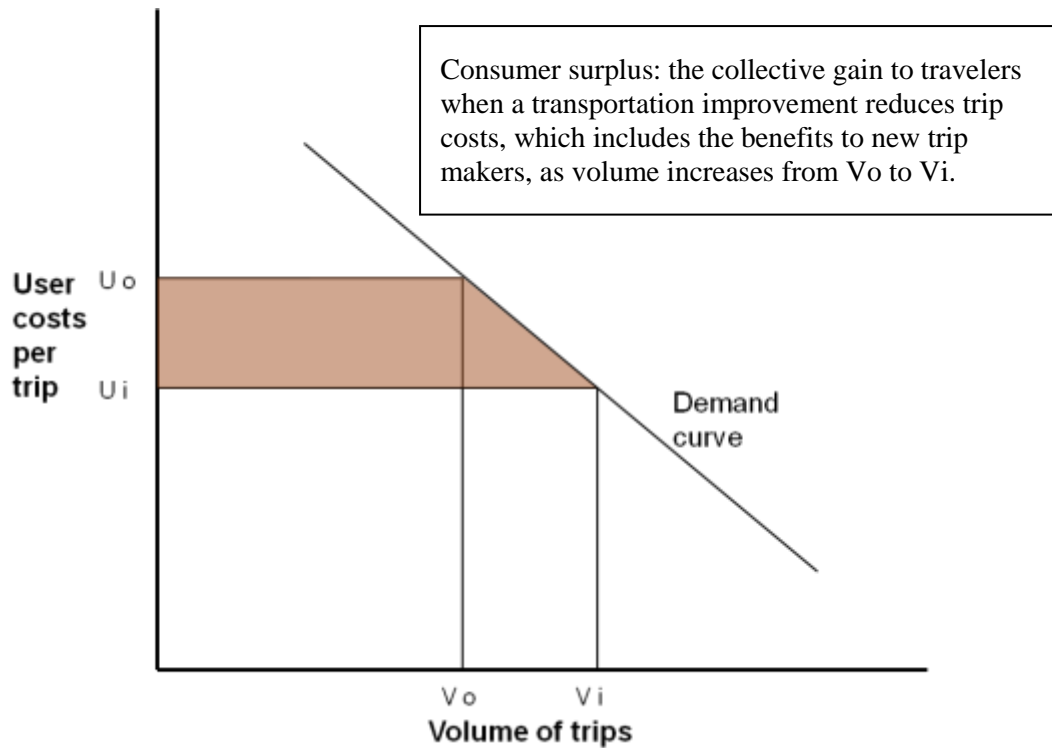 Consumer surplus: the collective gain to travelers
when a transportation improvement reduces trip
costs, which includes the benefits to new trip
makers, as volume increases from Vo to Vi.
User
costs
per
trip
Uo
Ui
Demand
curve
Vo
Vi
Volume of trips